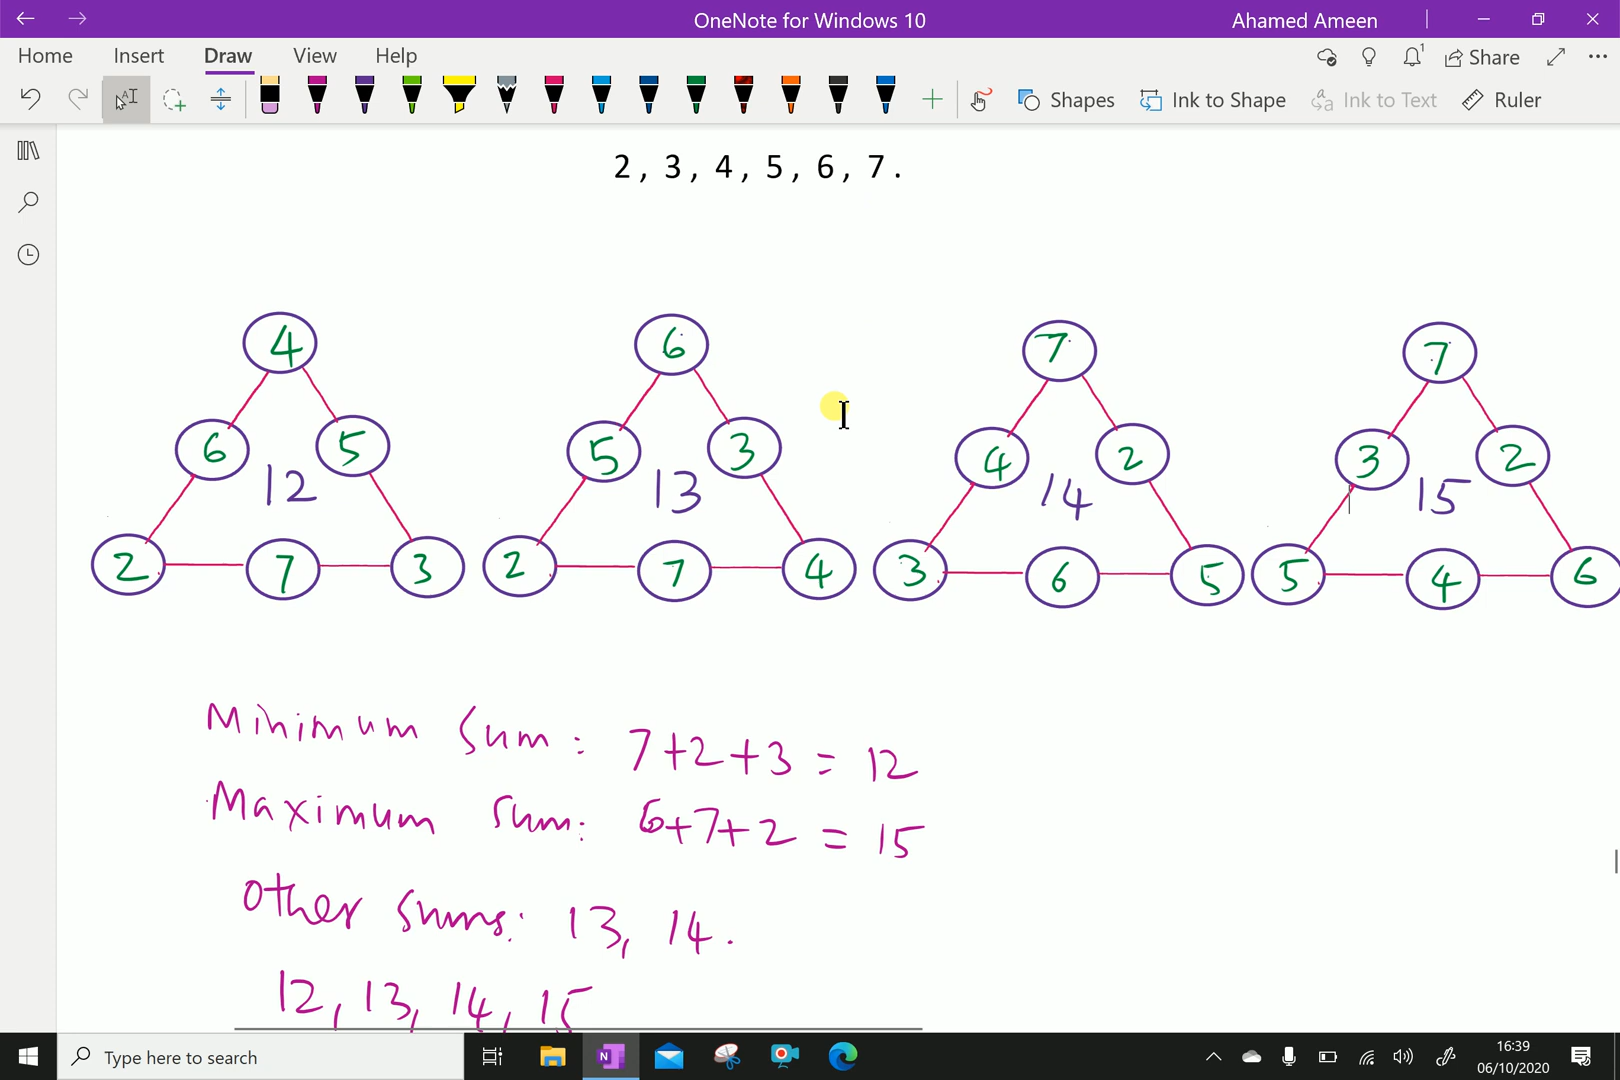 OneNote for Windows 10
Ahamed Ameen
Home Insert Draw View Help
1
Share
AI
Shapes
Ink to Shape
Ink to Text
Ruler
2, 3, 4, 5, 6, 7.
4 6 7 7
6 5 5 3 4 2 3 2
12 13 14 15
2 7 3 2 7 4 3 6 5 5 4 6
Minimum sum: 7+2+3 = 12
Maximum sum: 6+7+2 = 15
Other sums: 13, 14.
12, 13, 14, 15
Type here to search
16:39
06/10/2020